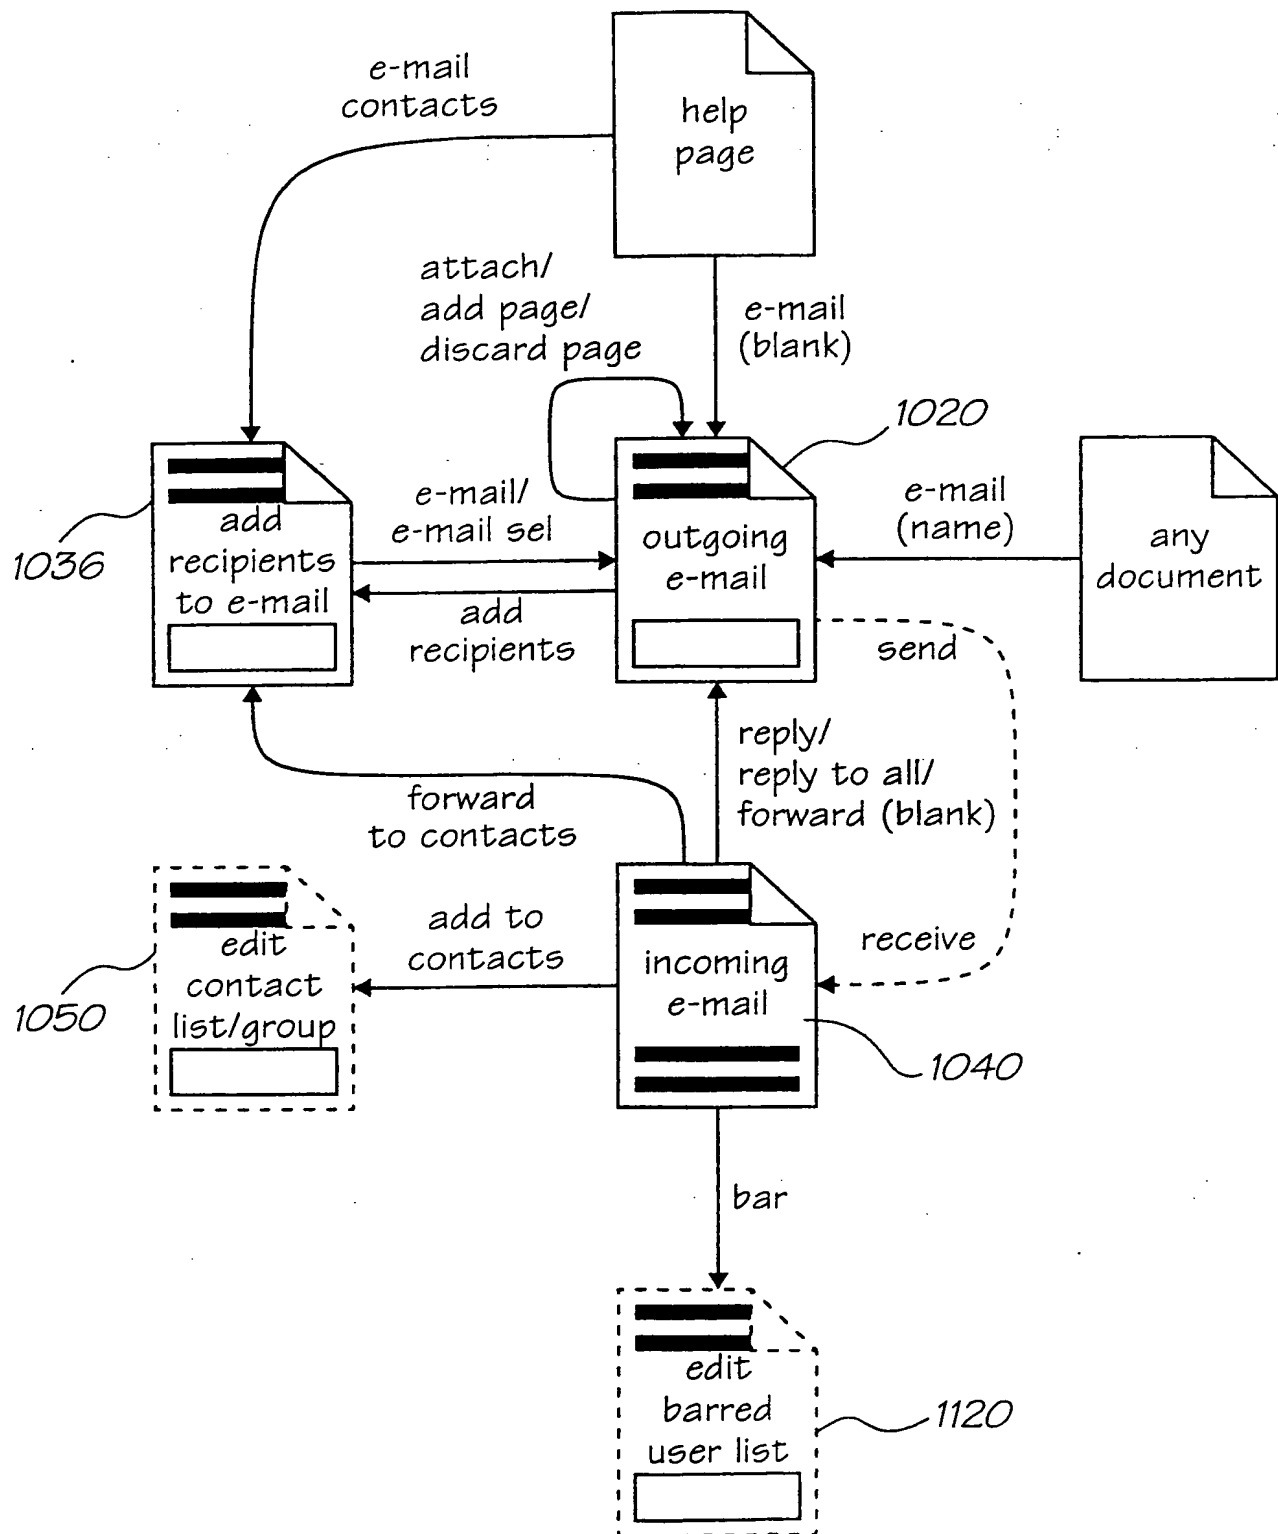 e-mail
contacts
help
page
attach/
add page/
discard page
e-mail
(blank)
1020
e-mail/
e-mail sel
e-mail
(name)
add
recipients
to e-mail
1036
outgoing
e-mail
any
document
add
recipients
send
reply/
reply to all/
forward (blank)
forward
to contacts
add to
contacts
receive
edit
contact
list/group
1050
incoming
e-mail
1040
bar
edit
barred
user list
1120